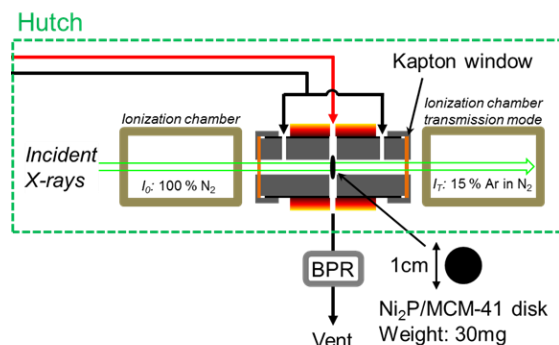 Hutch
Kapton window
Ionization chamber
Ionization chamber
transmission mode
Incident
X-rays
I₀: 100 % N₂
I_T: 15 % Ar in N₂
BPR
1cm
Ni₂P/MCM-41 disk
Weight: 30mg
Vent